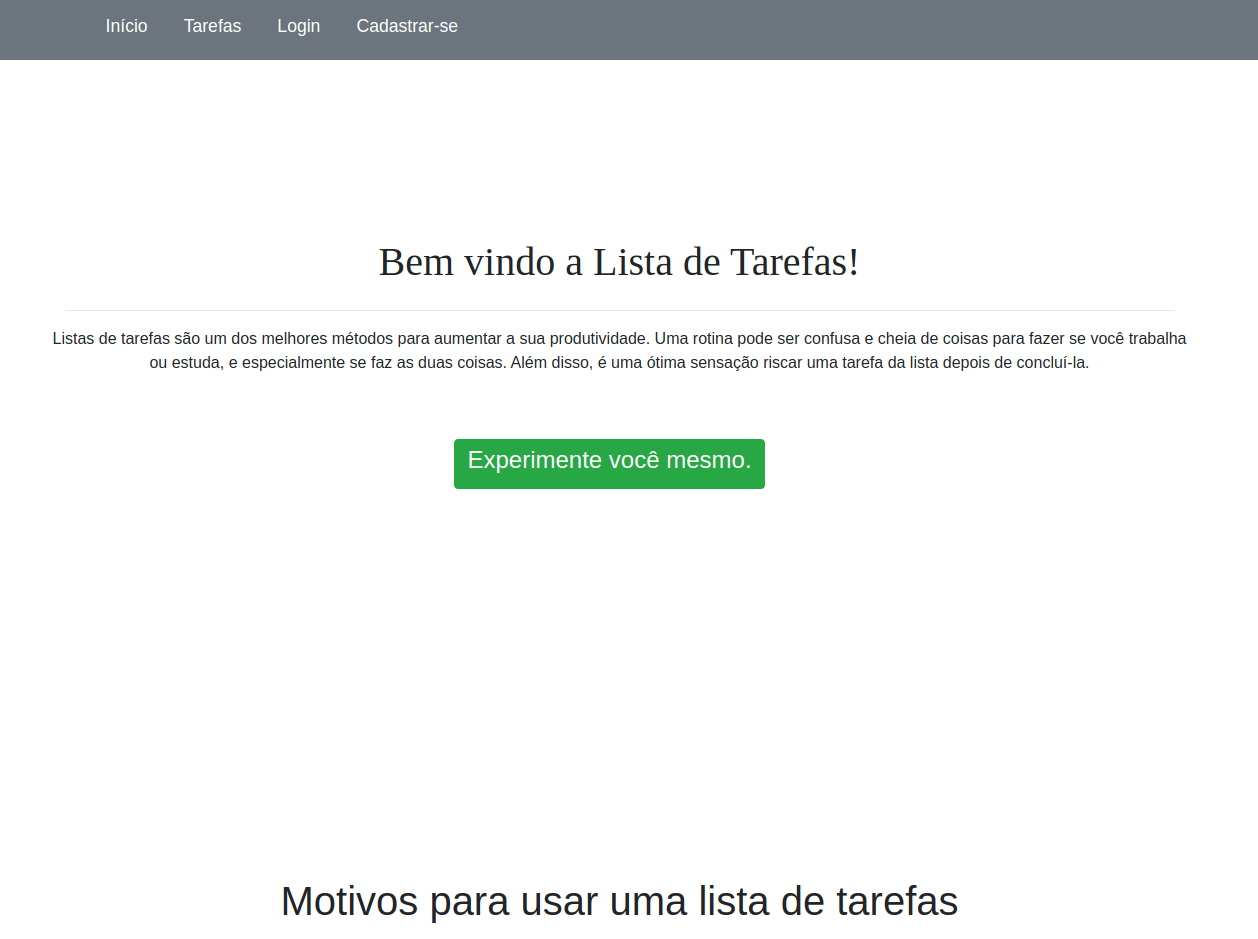 Início Tarefas Login Cadastrar-se
Bem vindo a Lista de Tarefas!
Listas de tarefas são um dos melhores métodos para aumentar a sua produtividade. Uma rotina pode ser confusa e cheia de coisas para fazer se você trabalha
ou estuda, e especialmente se faz as duas coisas. Além disso, é uma ótima sensação riscar uma tarefa da lista depois de concluí-la.
Experimente você mesmo.
Motivos para usar uma lista de tarefas